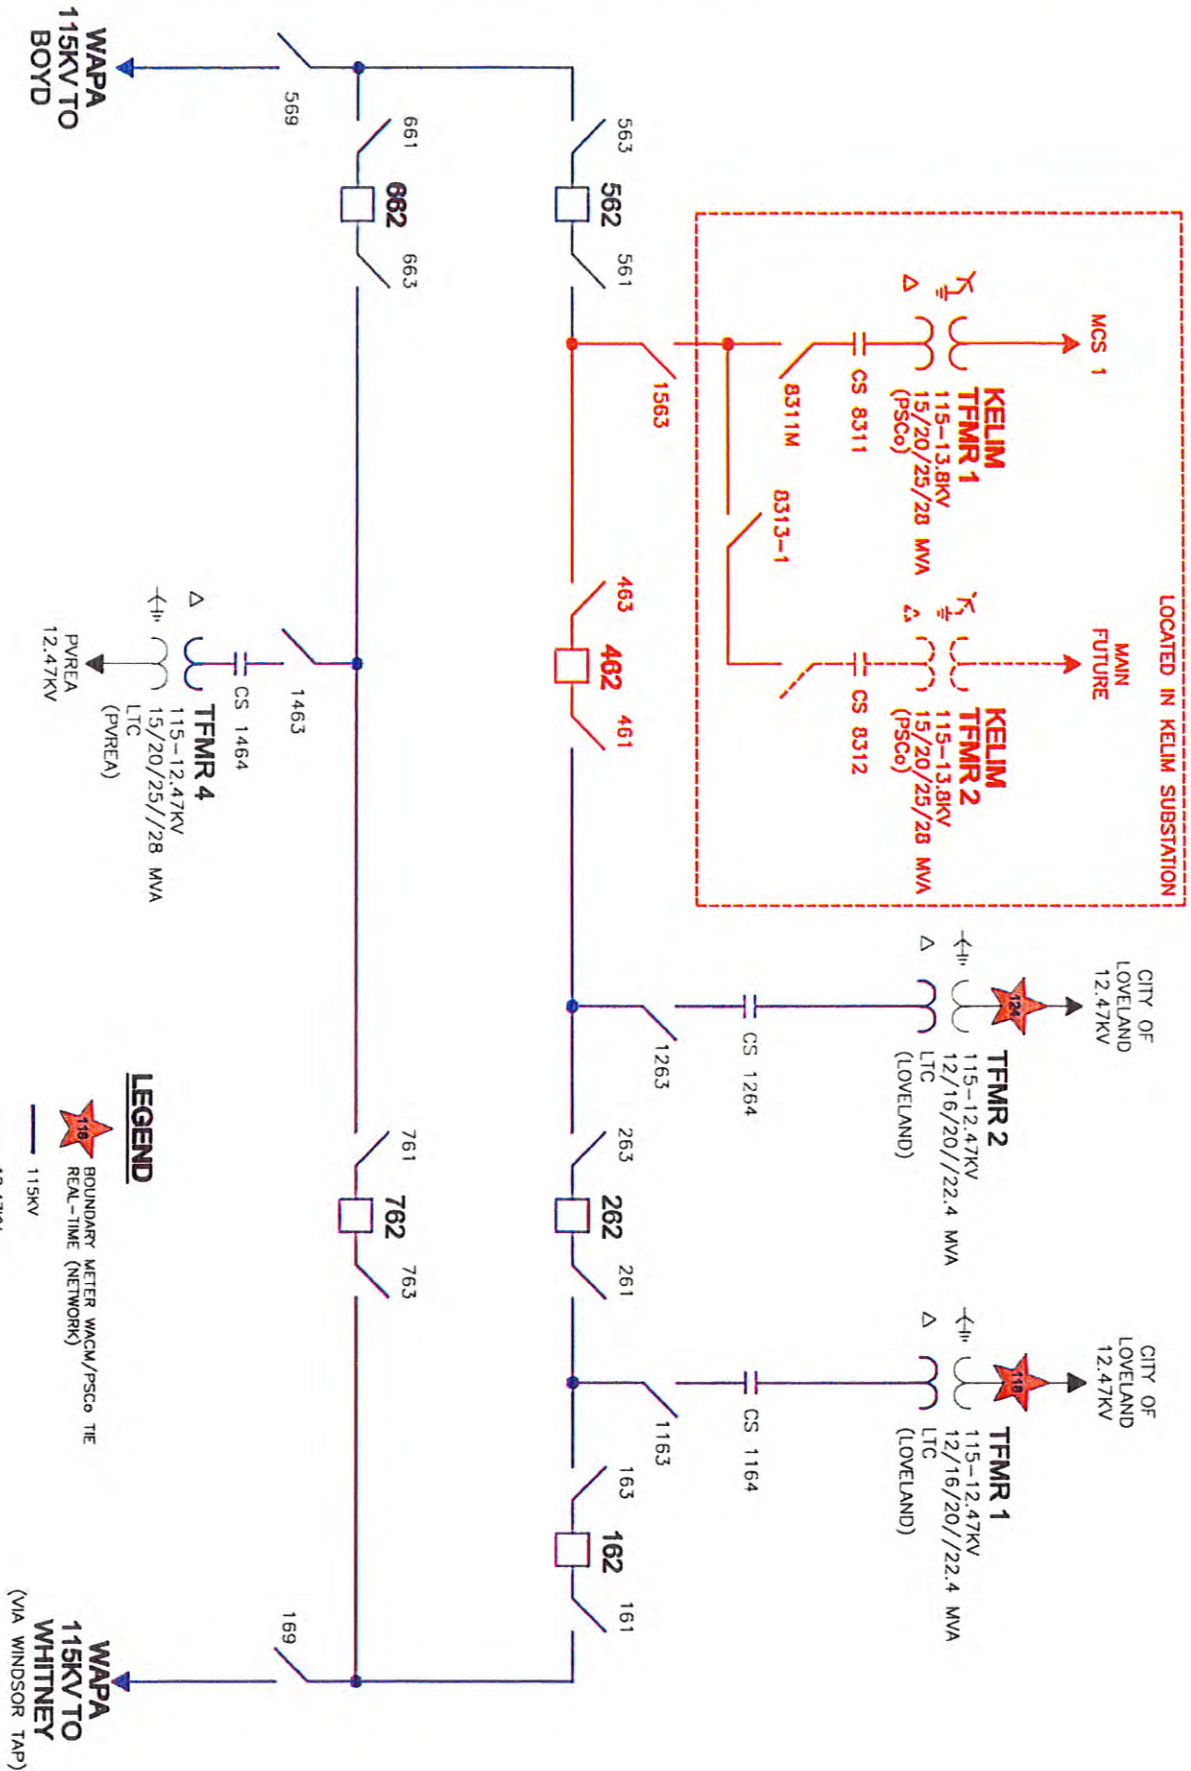 LOCATED IN KELIM SUBSTATION
MCS 1
KELIM
TFMR 1
115-13.8KV
15/20/25/28 MVA
(PSCo)
CS 8311
8311M
1563
8313-1
MAIN
FUTURE
KELIM
TFMR 2
115-13.8KV
15/20/25/28 MVA
(PSCo)
CS 8312
CITY OF
LOVELAND
12.47KV
124
TFMR 2
115-12.47KV
12/16/20//22.4 MVA
LTC
(LOVELAND)
CS 1264
1263
CITY OF
LOVELAND
12.47KV
118
TFMR 1
115-12.47KV
12/16/20//22.4 MVA
LTC
(LOVELAND)
CS 1164
1163
563
562
561
463
462
461
263
262
261
163
162
161
661
662
663
761
762
763
569
WAPA
115KV TO
BOYD
1463
CS 1464
TFMR 4
115-12.47KV
15/20/25//28 MVA
LTC
(PVREA)
PVREA
12.47KV
169
WAPA
115KV TO
WHITNEY
(VIA WINDSOR TAP)
LEGEND
118
BOUNDARY METER WACM/PSCo TIE
REAL-TIME (NETWORK)
115KV